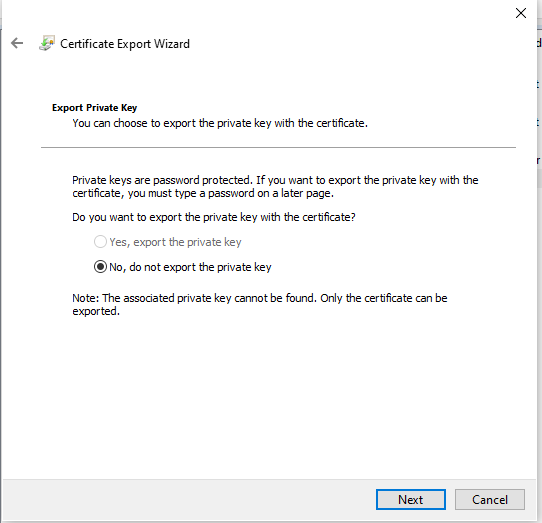 Certificate Export Wizard
Export Private Key
You can choose to export the private key with the certificate.
Private keys are password protected. If you want to export the private key with the
certificate, you must type a password on a later page.
Do you want to export the private key with the certificate?
Yes, export the private key
No, do not export the private key
Note: The associated private key cannot be found. Only the certificate can be
exported.
Next
Cancel